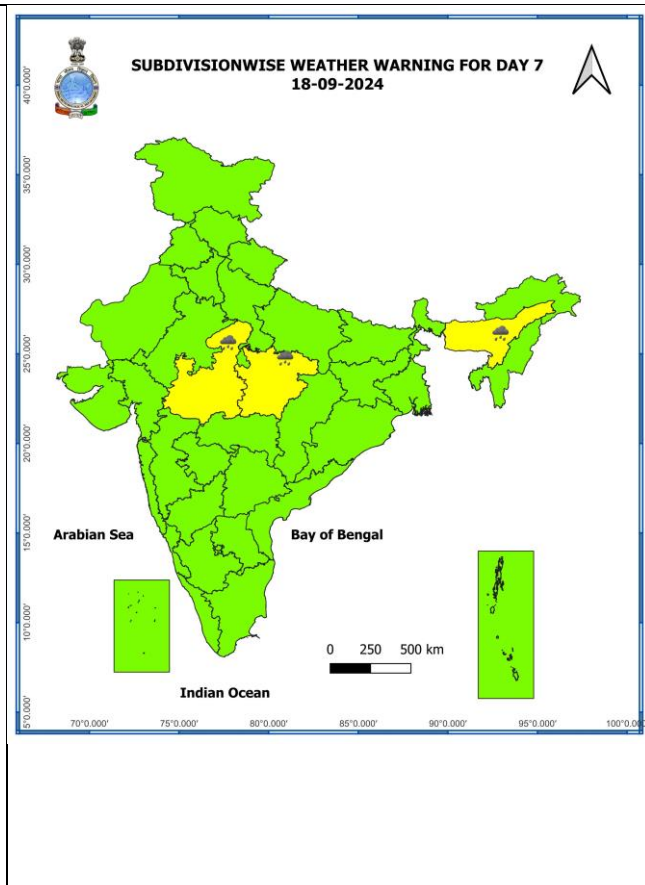 SUBDIVISIONWISE WEATHER WARNING FOR DAY 7
18-09-2024
40°0.000'
35°0.000'
30°0.000'
25°0.000'
20°0.000'
15°0.000'
10°0.000'
5°0.000'
Arabian Sea
Bay of Bengal
0 250 500 km
Indian Ocean
70°0.000' 75°0.000' 80°0.000' 85°0.000' 90°0.000' 95°0.000' 100°0.000'